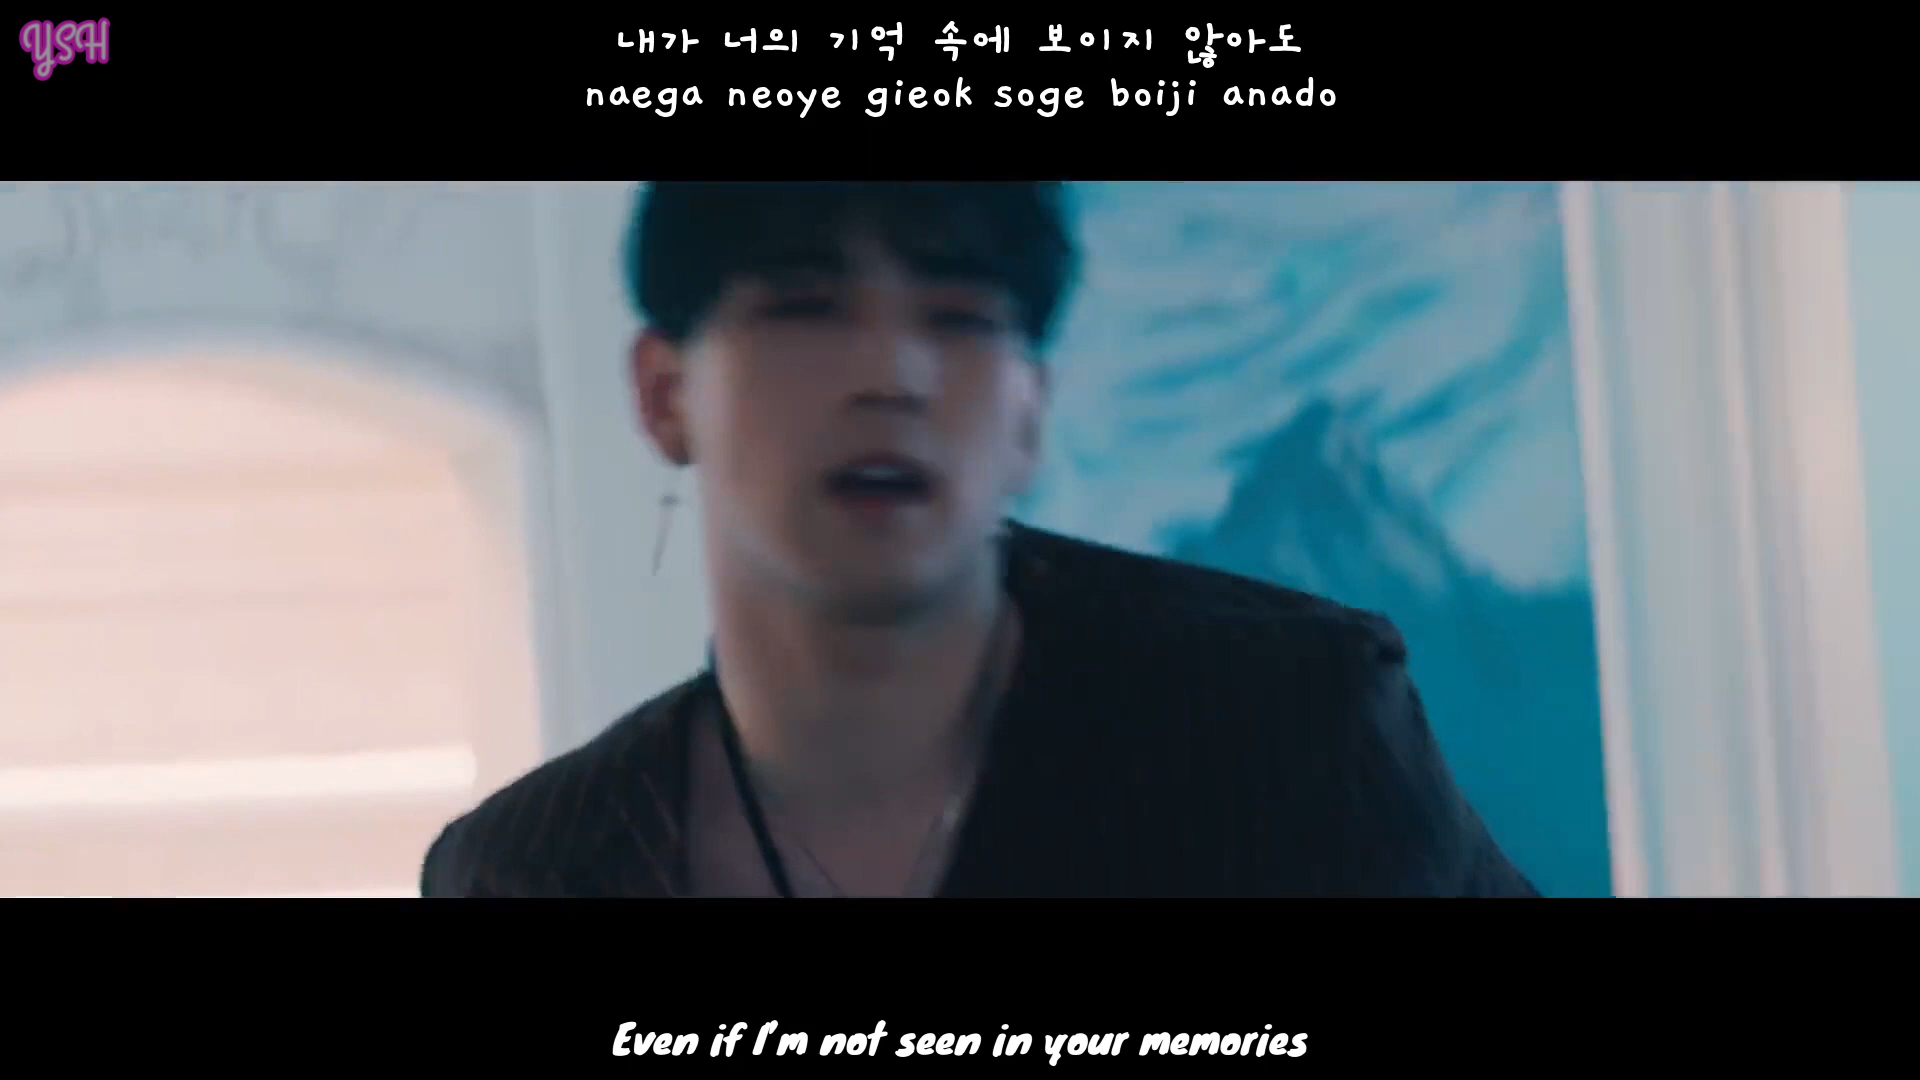 YSH
내가 너의 기억 속에 보이지 않아도
naega neoye gieok soge boiji anado
Even if I'm not seen in your memories